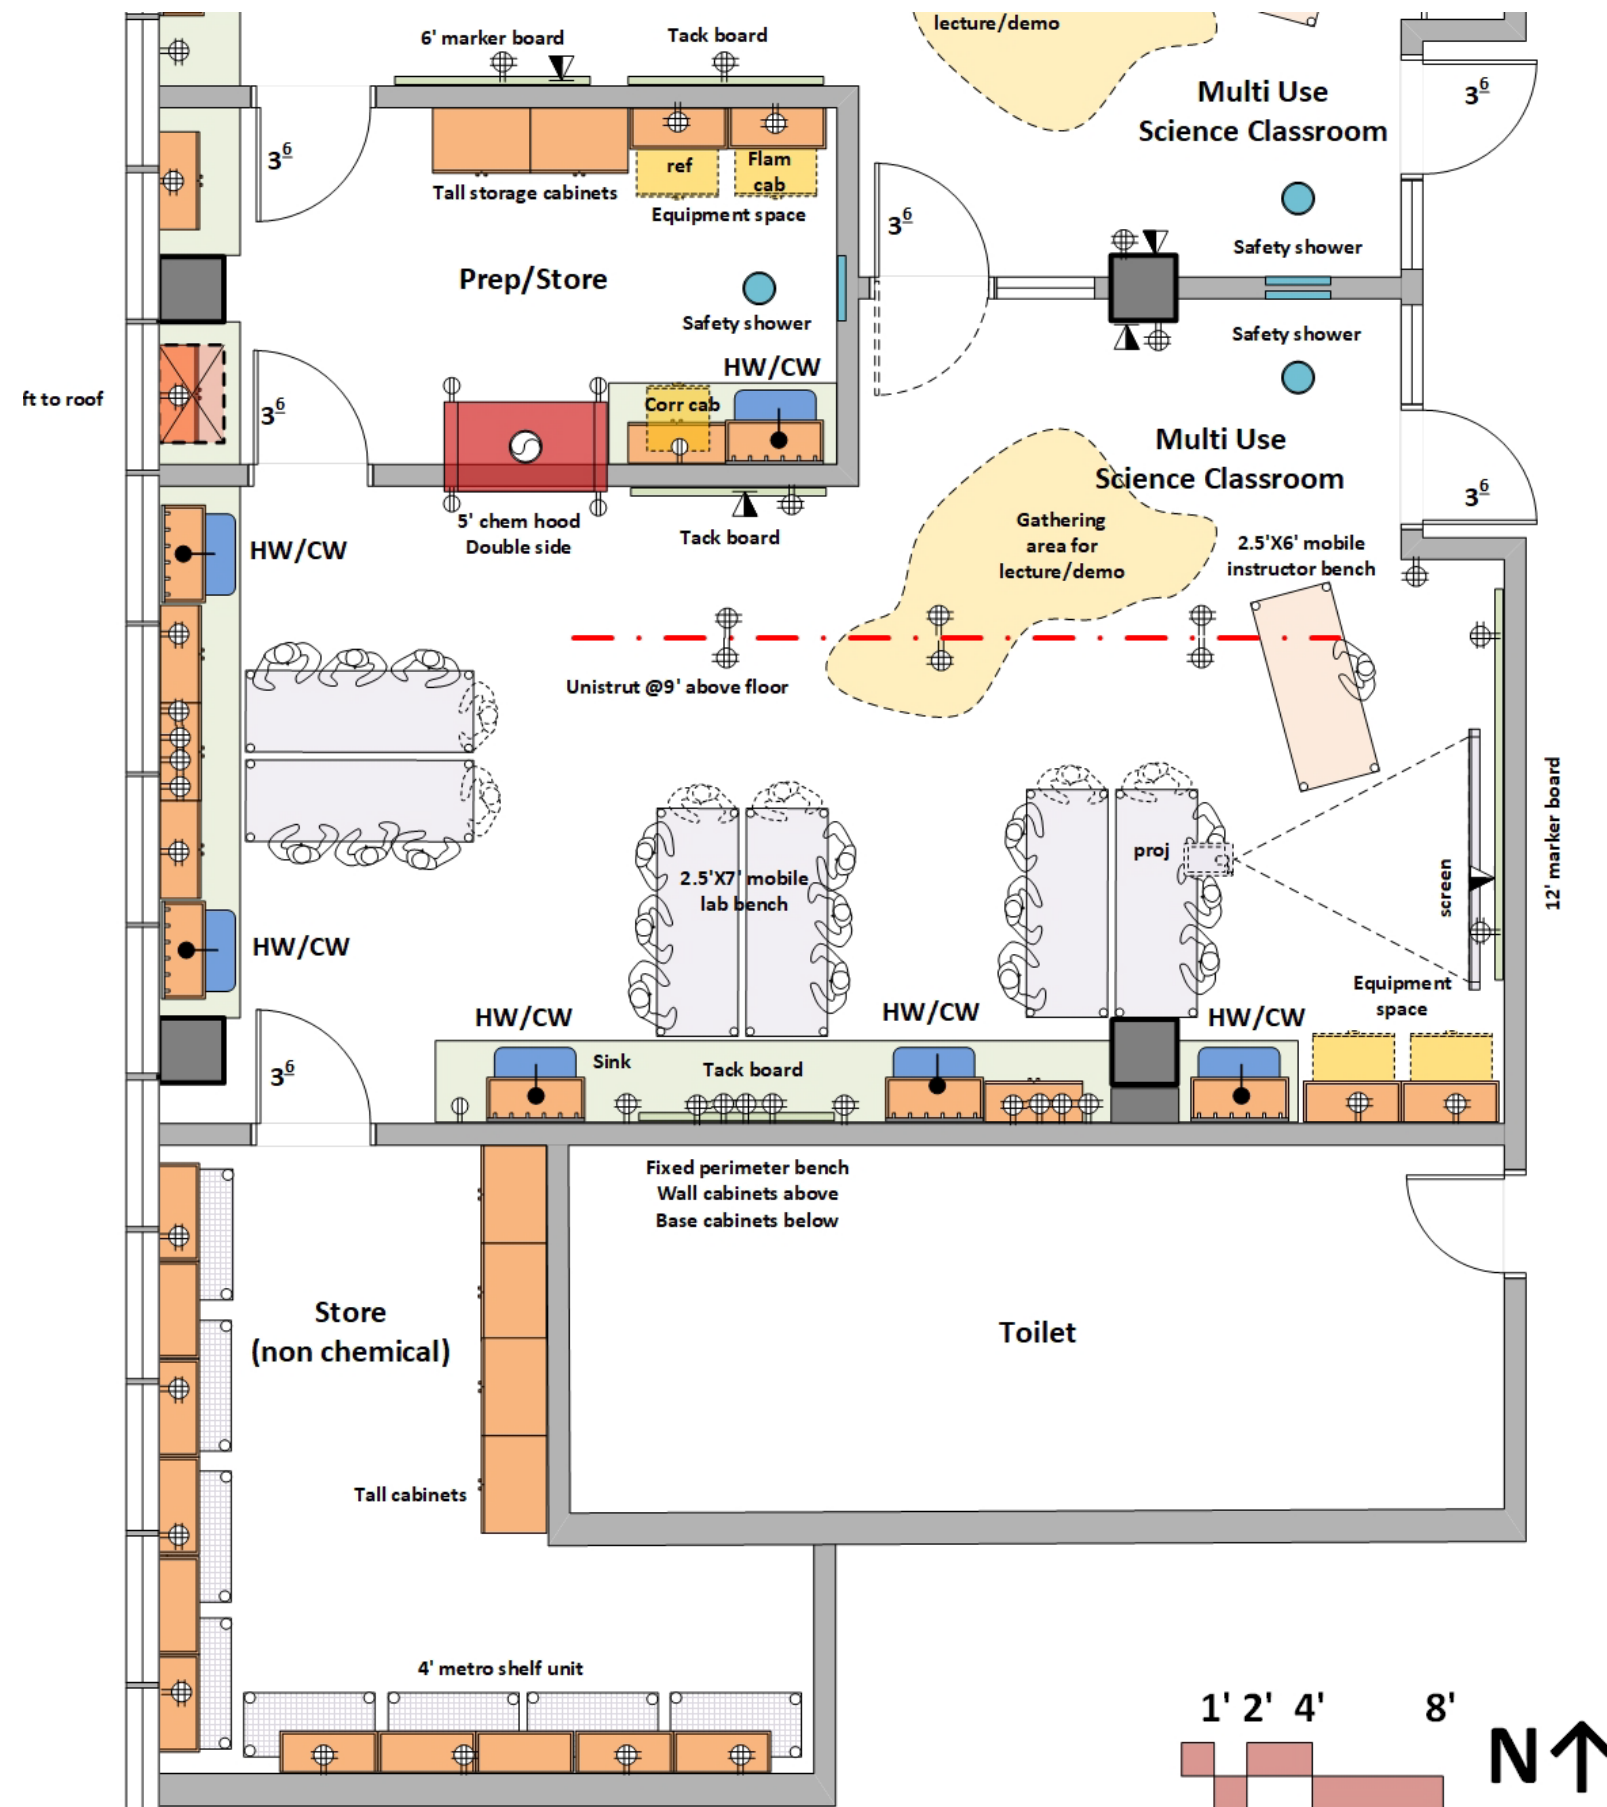 lecture/demo
6' marker board
Tack board
Multi Use
Science Classroom
3 6
3 6
ref
Flam
cab
Tall storage cabinets
Equipment space
3 6
Safety shower
Prep/Store
Safety shower
Safety shower
HW/CW
ft to roof
3 6
Corr cab
Multi Use
Science Classroom
3 6
5' chem hood
Double side
Tack board
Gathering
area for
lecture/demo
2.5'X6' mobile
instructor bench
HW/CW
Unistrut @9' above floor
proj
2.5'X7' mobile
lab bench
screen
12' marker board
HW/CW
Equipment
space
HW/CW
HW/CW
HW/CW
3 6
Sink
Tack board
Fixed perimeter bench
Wall cabinets above
Base cabinets below
Store
(non chemical)
Toilet
Tall cabinets
4' metro shelf unit
1' 2' 4' 8'
N